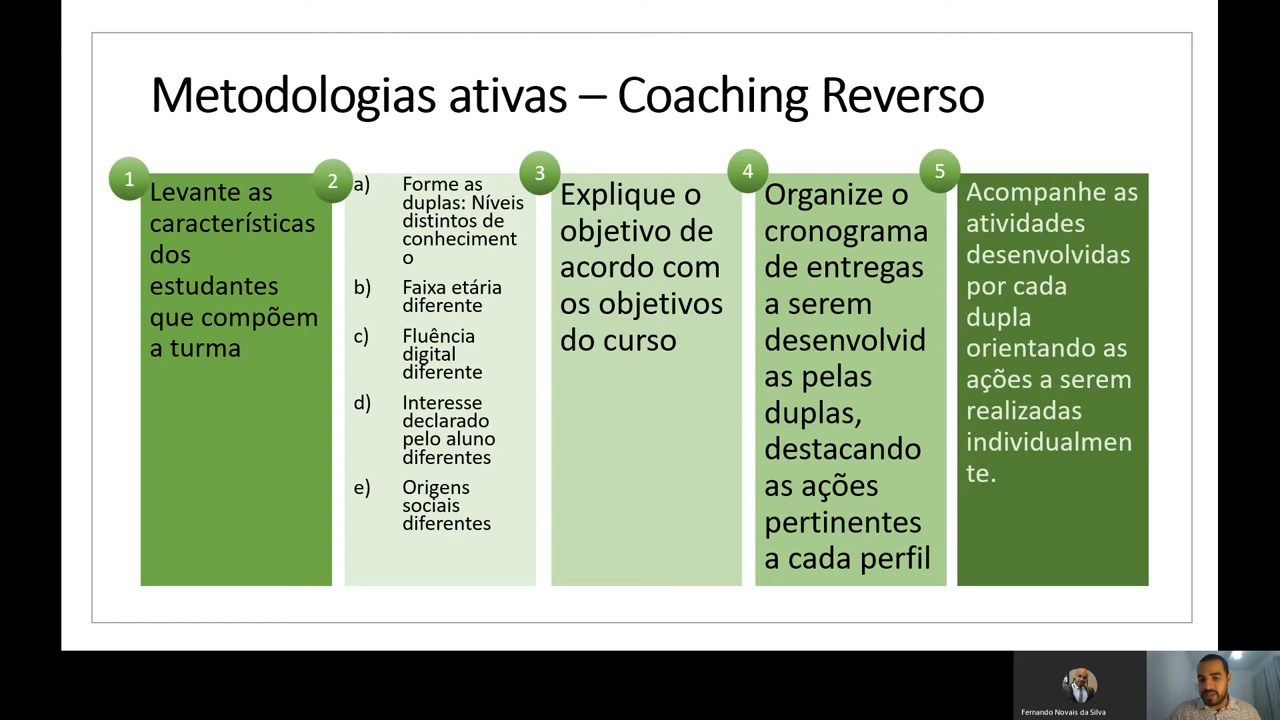 Metodologias ativas – Coaching Reverso
1
Levante as
características
dos
estudantes
que compõem
a turma
2
a) Forme as
duplas: Níveis
distintos de
conheciment
o
b) Faixa etária
diferente
c) Fluência
digital
diferente
d) Interesse
declarado
pelo aluno
diferentes
e) Origens
sociais
diferentes
3
Explique o
objetivo de
acordo com
os objetivos
do curso
4
Organize o
cronograma
de entregas
a serem
desenvolvid
as pelas
duplas,
destacando
as ações
pertinentes
a cada perfil
5
Acompanhe as
atividades
desenvolvidas
por cada
dupla
orientando as
ações a serem
realizadas
individualmen
te.
Fernando Novais da Silva